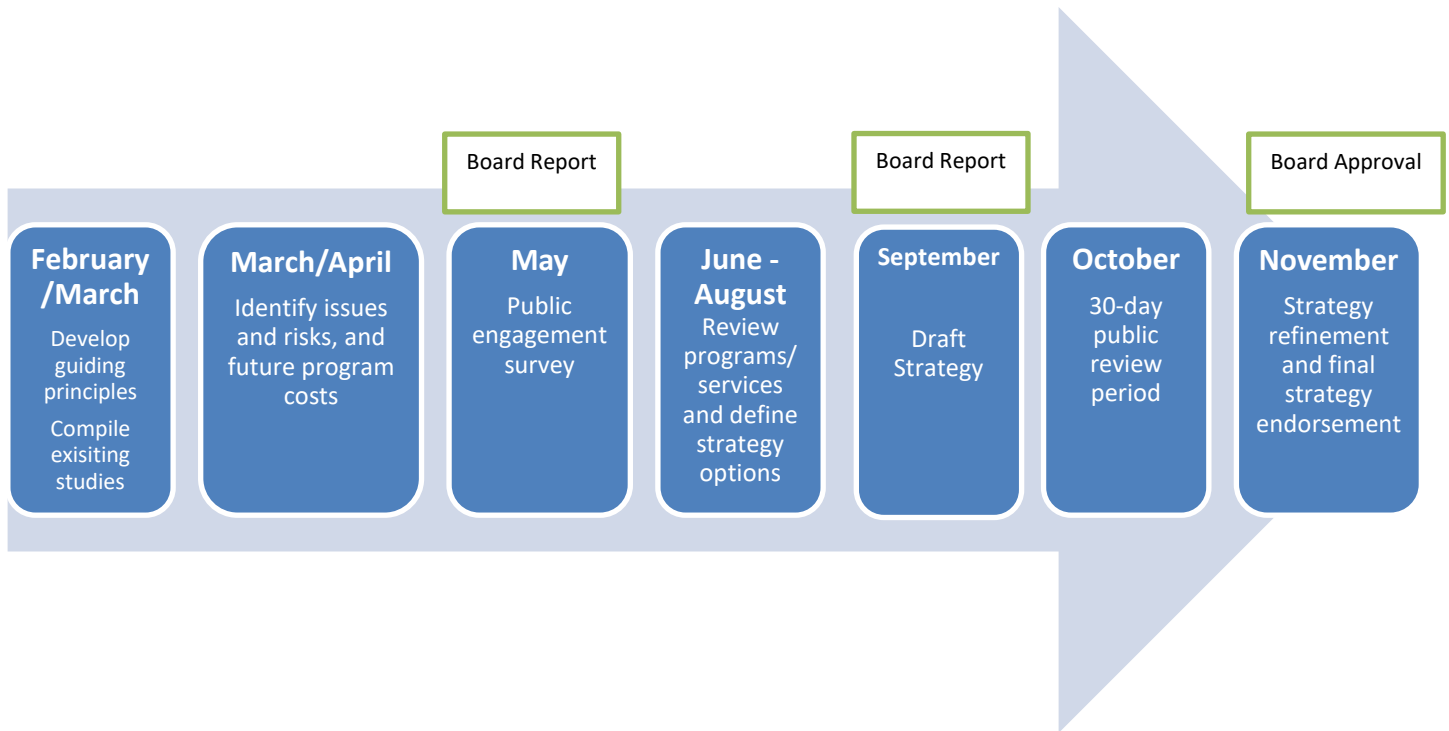 Board Report
Board Report
Board Approval
February
/March
Develop
guiding
principles
Compile
exisiting
studies
March/April
Identify issues
and risks, and
future program
costs
May
Public
engagement
survey
June -
August
Review
programs/
services
and define
strategy
options
September
Draft
Strategy
October
30-day
public
review
period
November
Strategy
refinement
and final
strategy
endorsement